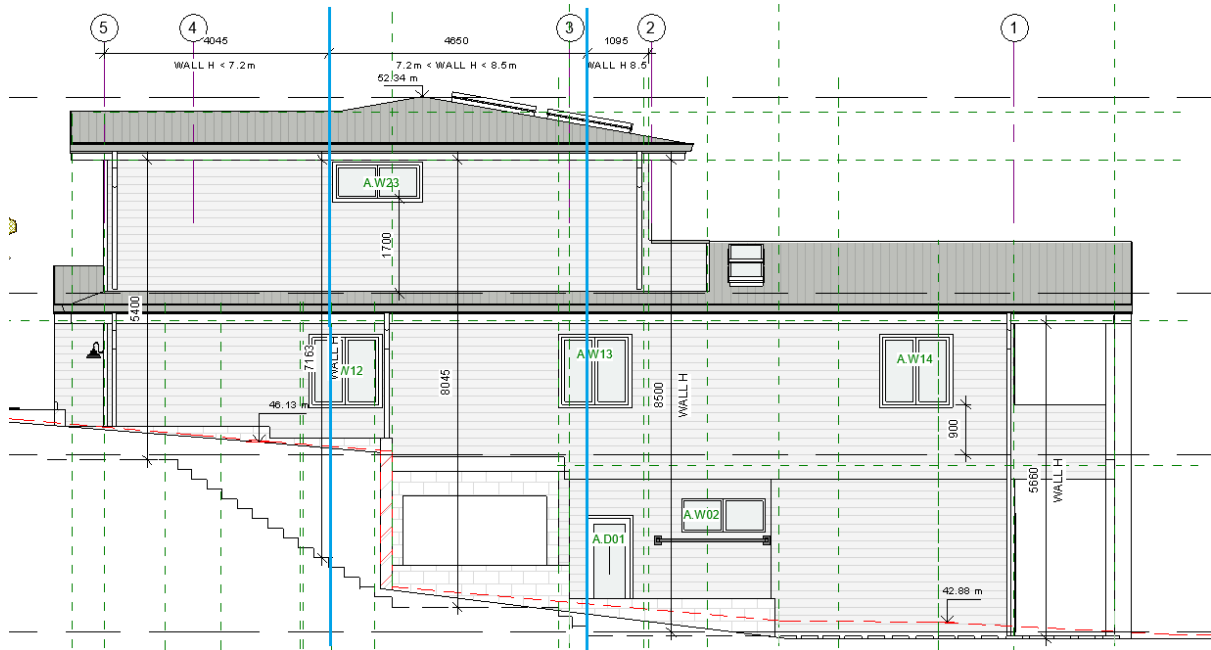 5
4
3
2
1
4045
4650
1095
WALL H < 7.2m
7.2m < WALL H < 8.5m
WALL H 8.5
52.34 m
A.W23
1700
5400
7163
WALL H
W12
A.W13
A.W14
8045
8500
WALL H
46.13 m
900
5660
WALL H
A.W02
A.D01
42.88 m